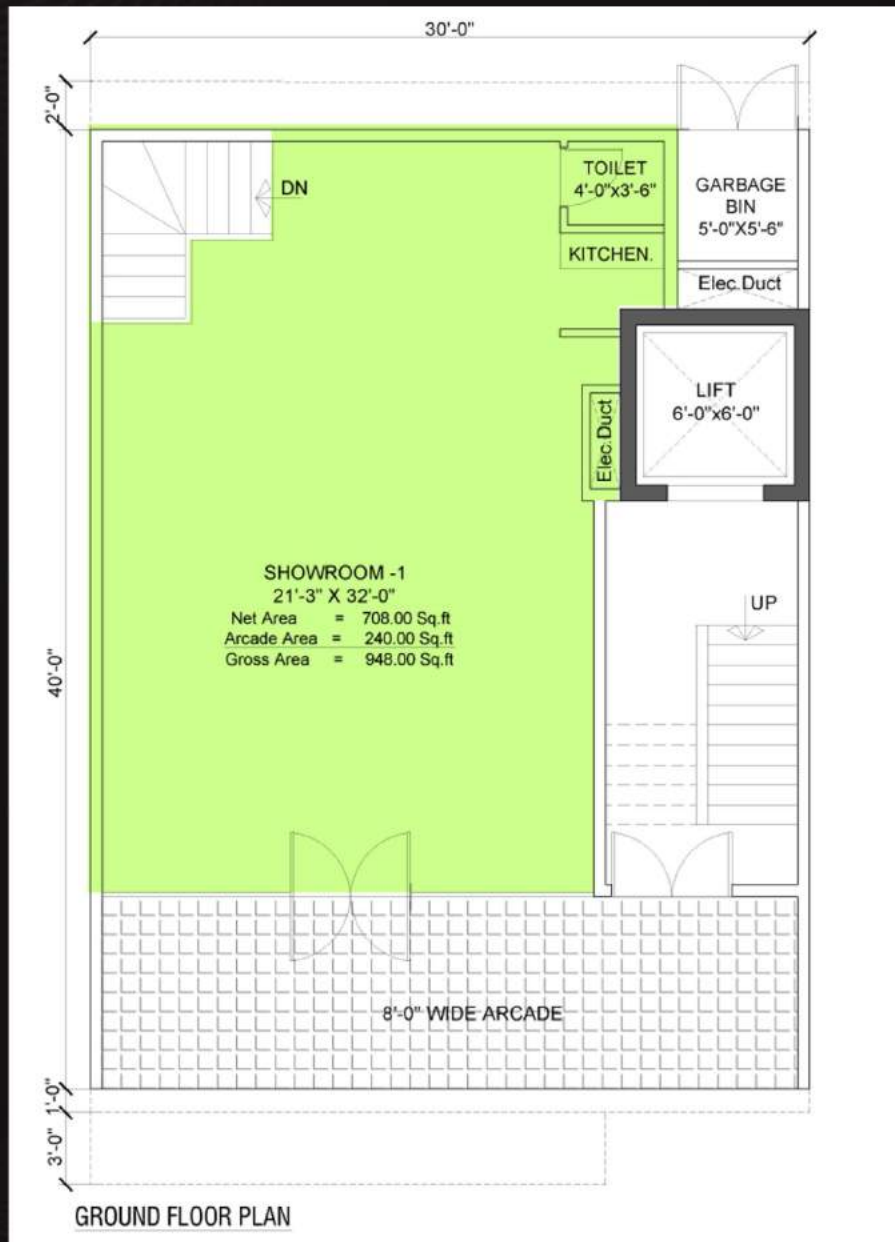 30'-0"
2'-0"
DN
TOILET
4'-0"x3'-6"
GARBAGE
BIN
5'-0"X5'-6"
KITCHEN.
Elec.Duct
LIFT
6'-0"x6'-0"
Elec.Duct
SHOWROOM -1
21'-3" X 32'-0"
Net Area = 708.00 Sq.ft
Arcade Area = 240.00 Sq.ft
Gross Area = 948.00 Sq.ft
UP
40'-0"
8'-0" WIDE ARCADE
1'-0"
3'-0"
GROUND FLOOR PLAN